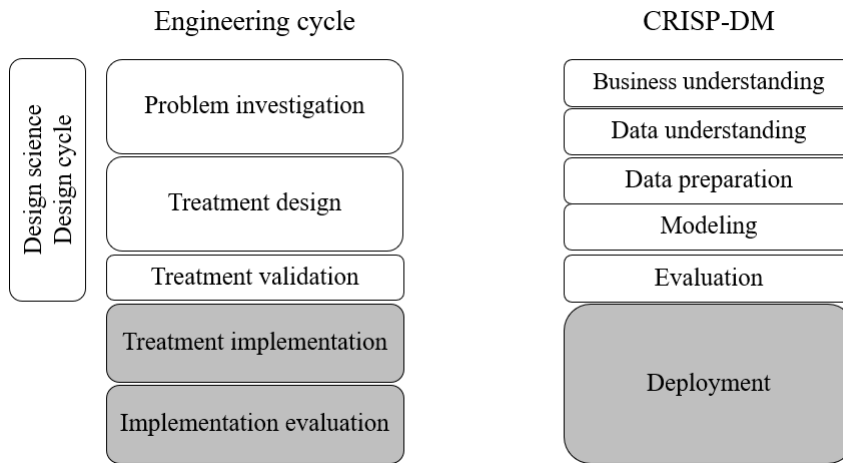 Engineering cycle
CRISP-DM
Design science
Design cycle
Problem investigation
Treatment design
Treatment validation
Treatment implementation
Implementation evaluation
Business understanding
Data understanding
Data preparation
Modeling
Evaluation
Deployment